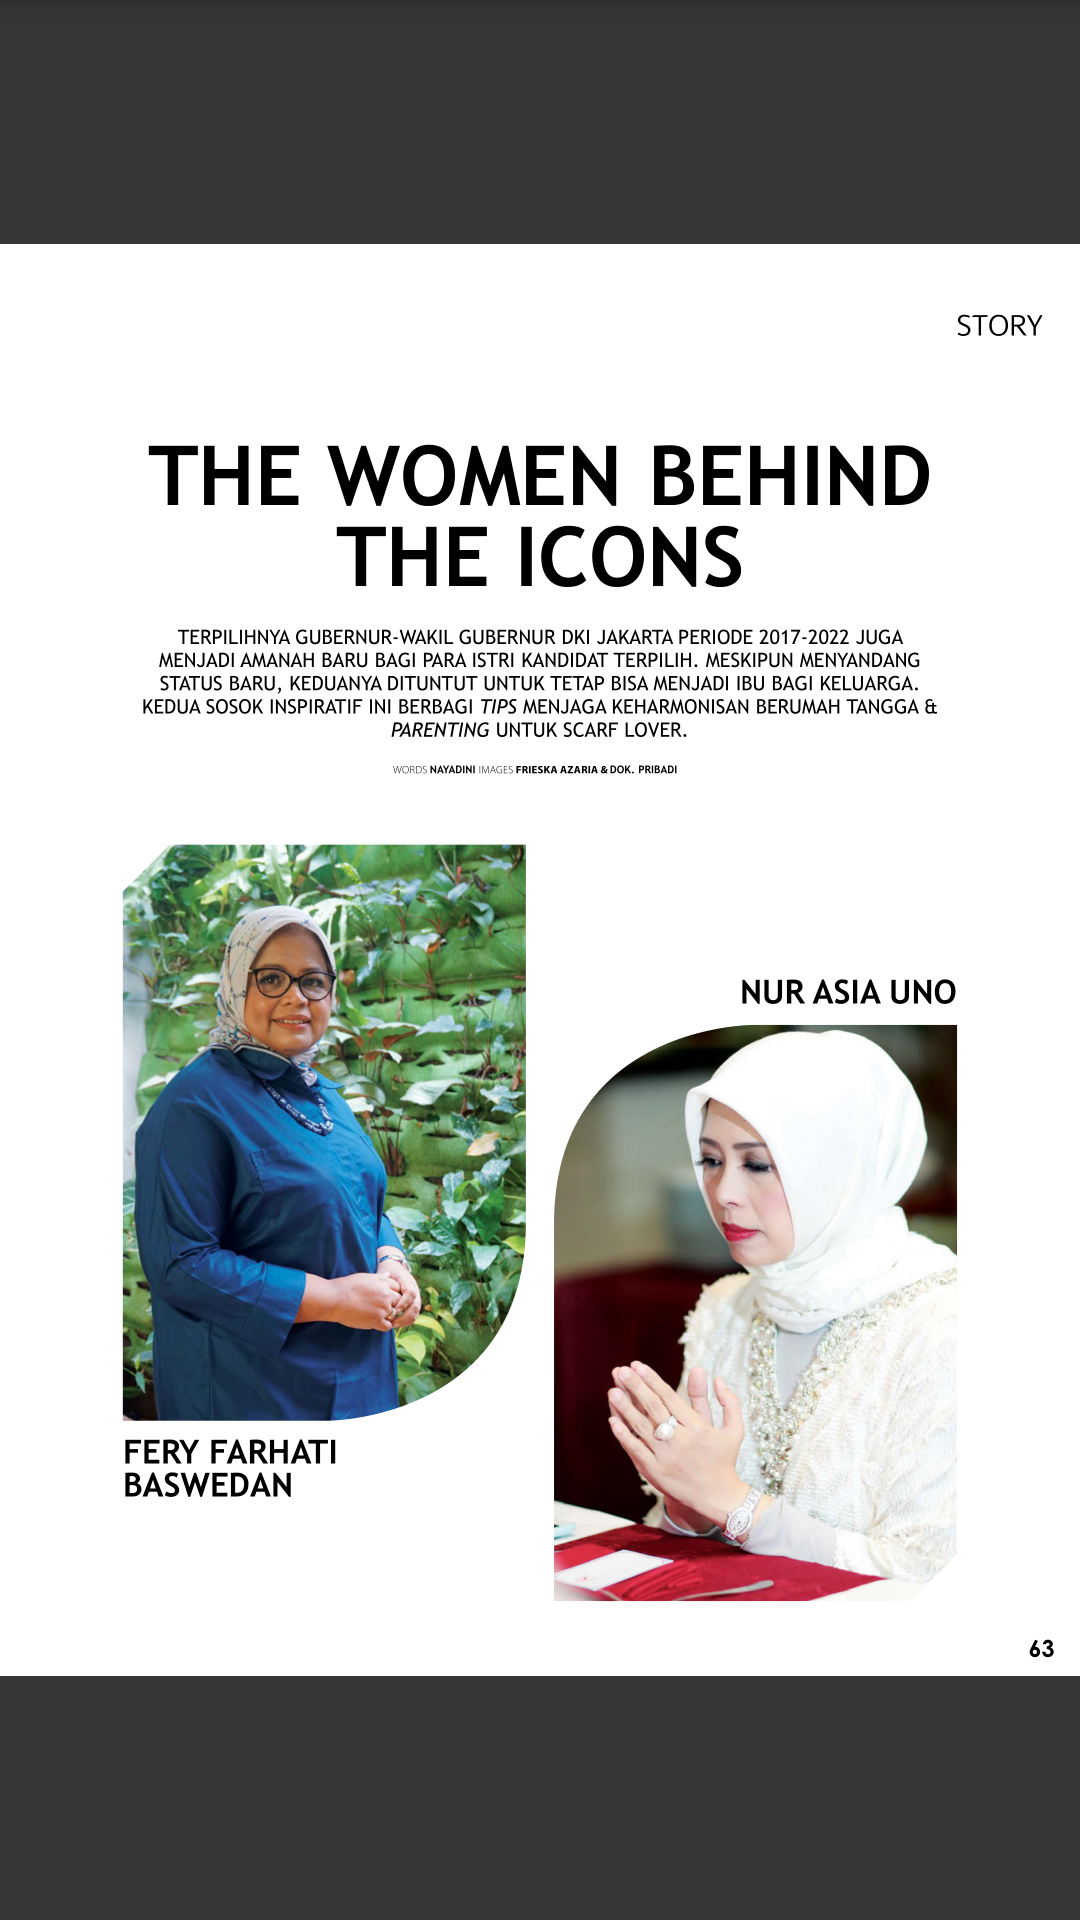 STORY
THE WOMEN BEHIND
THE ICONS
TERPILIHNYA GUBERNUR-WAKIL GUBERNUR DKI JAKARTA PERIODE 2017-2022 JUGA
MENJADI AMANAH BARU BAGI PARA ISTRI KANDIDAT TERPILIH. MESKIPUN MENYANDANG
STATUS BARU, KEDUANYA DITUNTUT UNTUK TETAP BISA MENJADI IBU BAGI KELUARGA.
KEDUA SOSOK INSPIRATIF INI BERBAGI TIPS MENJAGA KEHARMONISAN BERUMAH TANGGA &
PARENTING UNTUK SCARF LOVER.
WORDS NAYADINI IMAGES FRIESKA AZARIA & DOK. PRIBADI
NUR ASIA UNO
FERY FARHATI
BASWEDAN
63